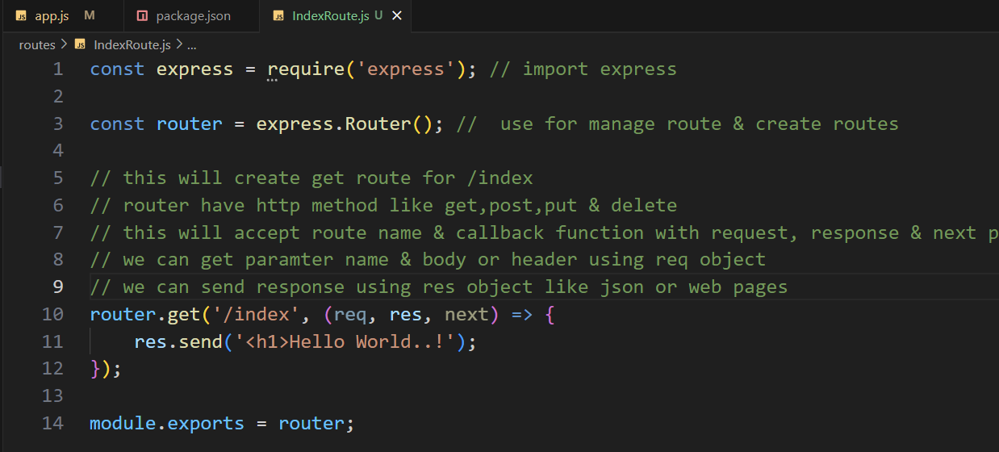 app.js M package.json IndexRoute.js U
routes > IndexRoute.js > ...
1 const express = require('express'); // import express
2
3 const router = express.Router(); //  use for manage route & create routes
4
5 // this will create get route for /index
6 // router have http method like get,post,put & delete
7 // this will accept route name & callback function with request, response & next p
8 // we can get paramter name & body or header using req object
9 // we can send response using res object like json or web pages
10 router.get('/index', (req, res, next) => {
11     res.send('<h1>Hello World..!');
12 });
13
14 module.exports = router;